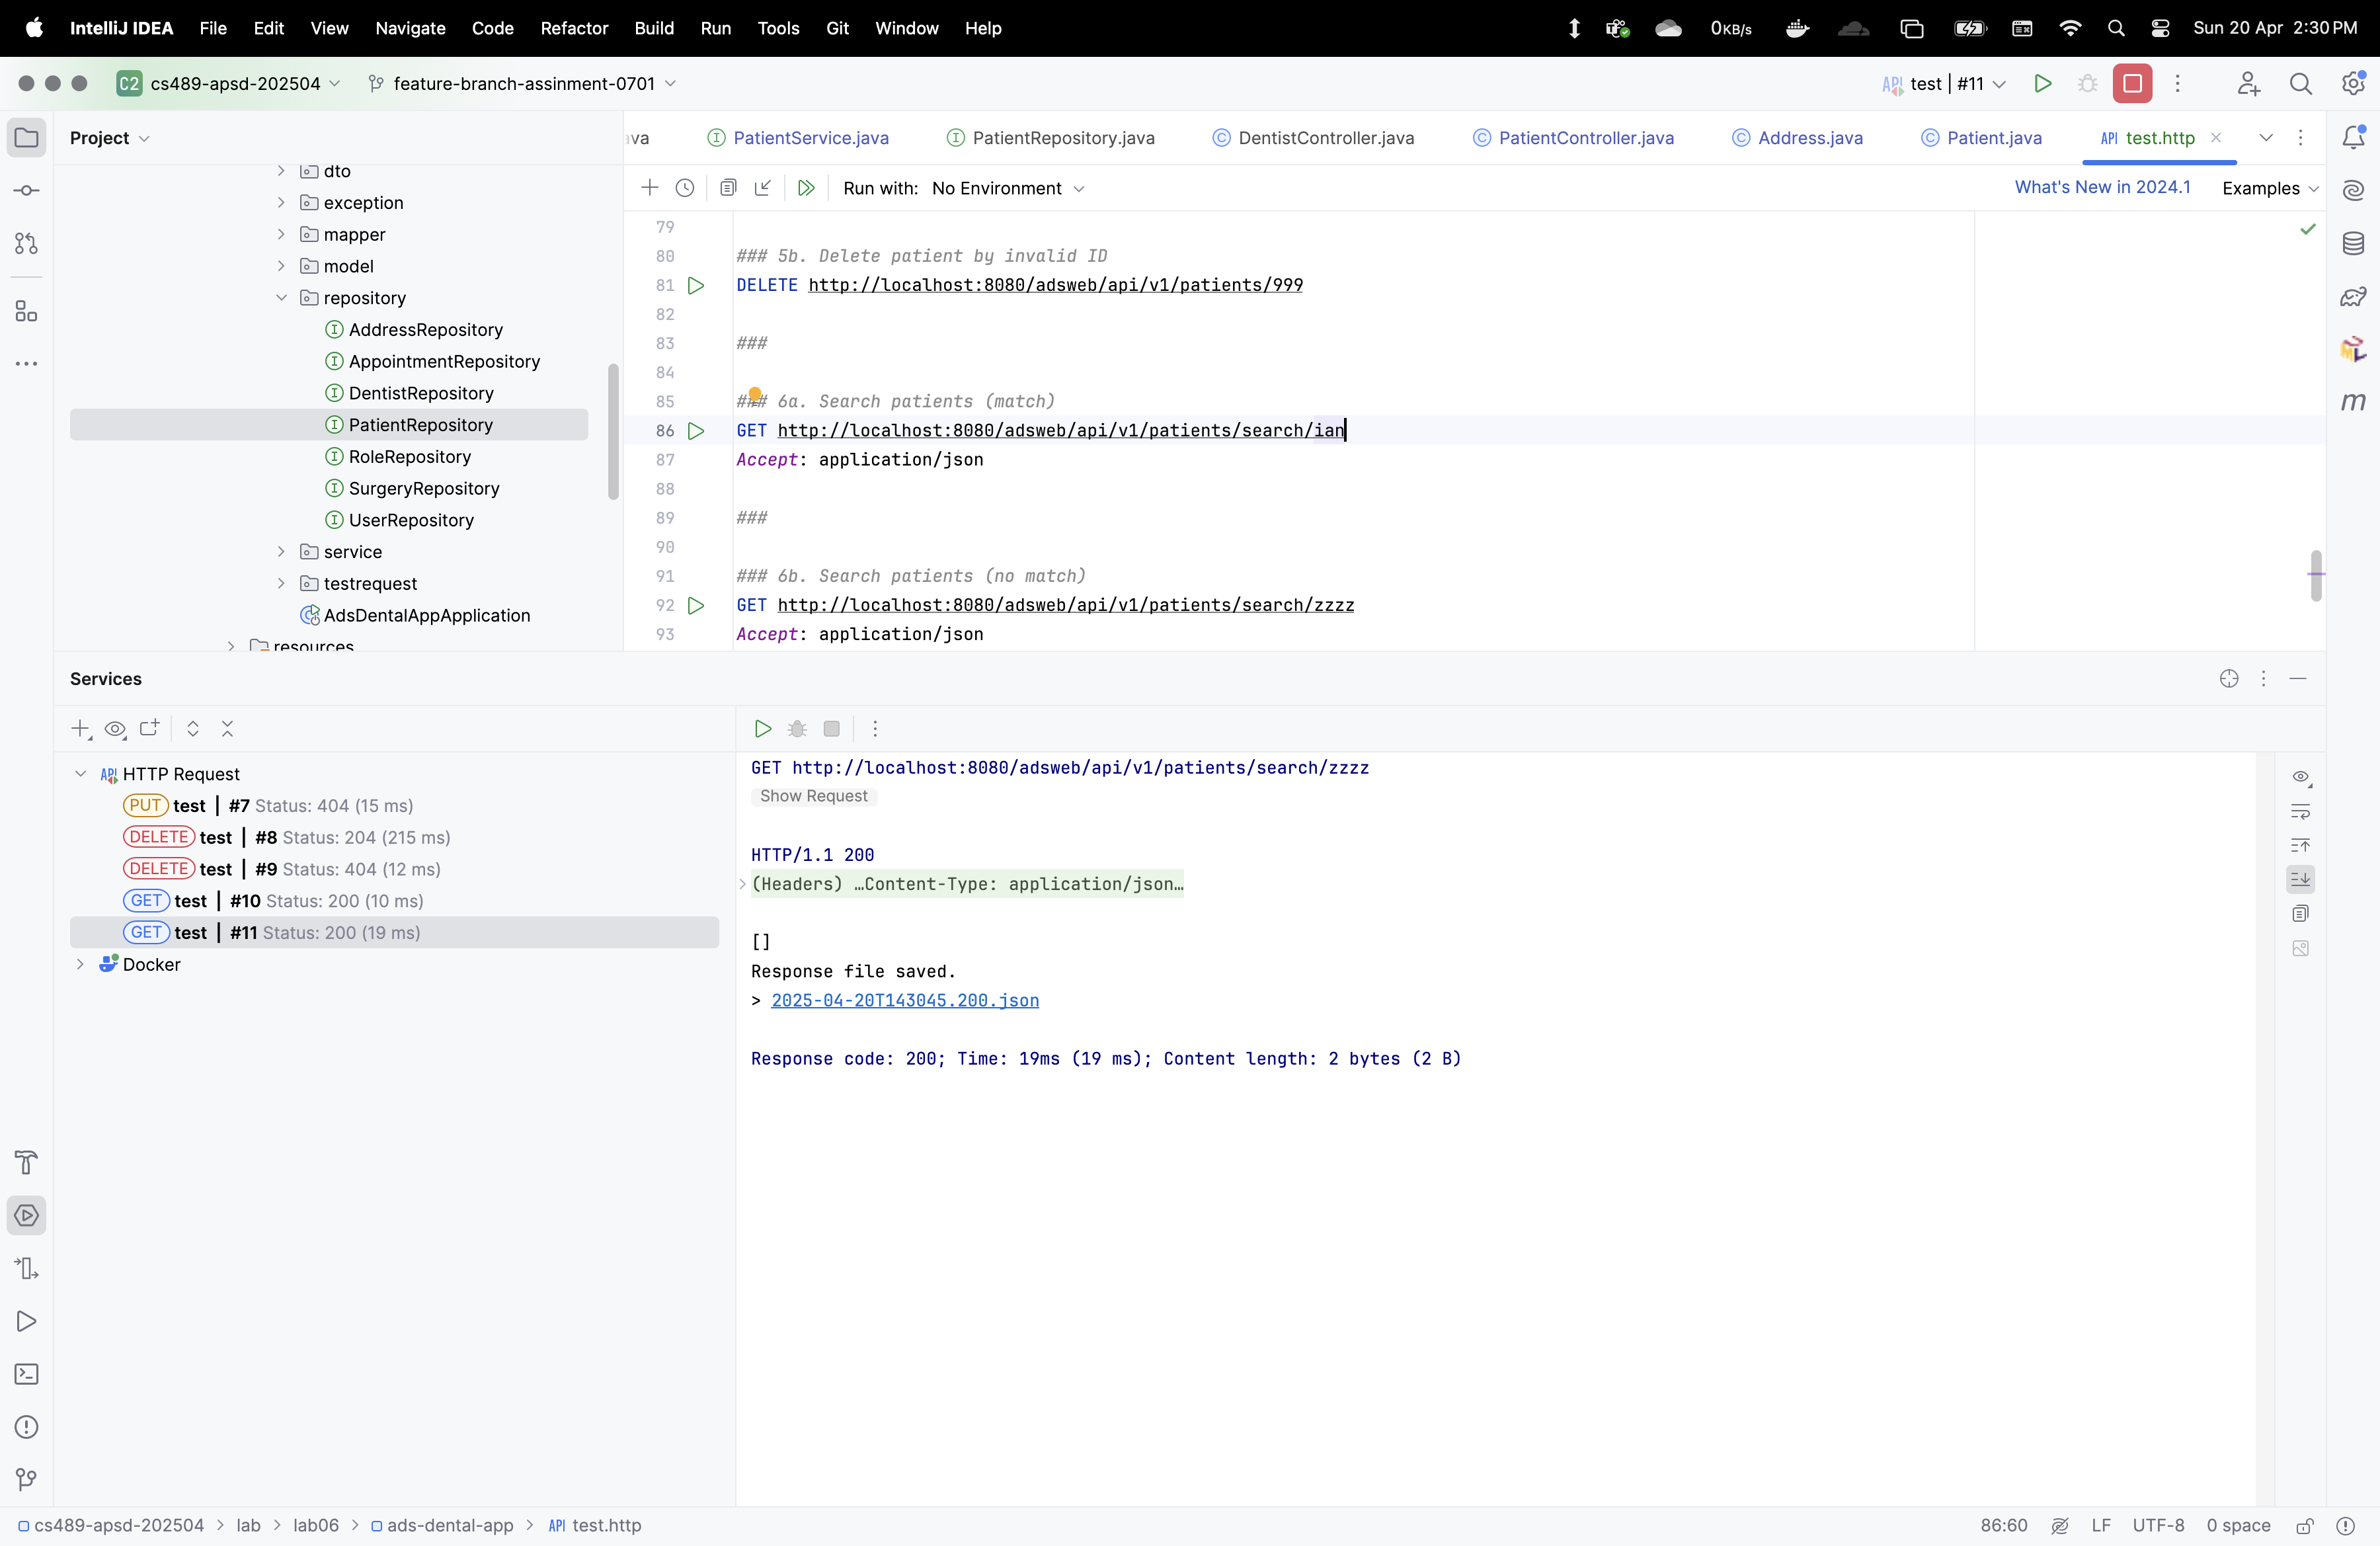 IntelliJ IDEA File Edit View Navigate Code Refactor Build Run Tools Git Window Help 0KB/s Sun 20 Apr 2:30 PM
C2 cs489-apsd-202504 feature-branch-assinment-0701 API test | #11
Project
ava PatientService.java PatientRepository.java DentistController.java PatientController.java Address.java Patient.java API test.http
Run with: No Environment What's New in 2024.1 Examples
dto
exception
mapper
model
repository
AddressRepository
AppointmentRepository
DentistRepository
PatientRepository
RoleRepository
SurgeryRepository
UserRepository
service
testrequest
AdsDentalAppApplication
resources
79
80 ### 5b. Delete patient by invalid ID
81 DELETE http://localhost:8080/adsweb/api/v1/patients/999
82
83 ###
84
85 ### 6a. Search patients (match)
86 GET http://localhost:8080/adsweb/api/v1/patients/search/ian
87 Accept: application/json
88
89 ###
90
91 ### 6b. Search patients (no match)
92 GET http://localhost:8080/adsweb/api/v1/patients/search/zzzz
93 Accept: application/json
Services
API HTTP Request
PUT test | #7 Status: 404 (15 ms)
DELETE test | #8 Status: 204 (215 ms)
DELETE test | #9 Status: 404 (12 ms)
GET test | #10 Status: 200 (10 ms)
GET test | #11 Status: 200 (19 ms)
Docker
GET http://localhost:8080/adsweb/api/v1/patients/search/zzzz
Show Request
HTTP/1.1 200
(Headers) …Content-Type: application/json…
[]
Response file saved.
> 2025-04-20T143045.200.json
Response code: 200; Time: 19ms (19 ms); Content length: 2 bytes (2 B)
cs489-apsd-202504 > lab > lab06 > ads-dental-app > API test.http 86:60 LF UTF-8 0 space